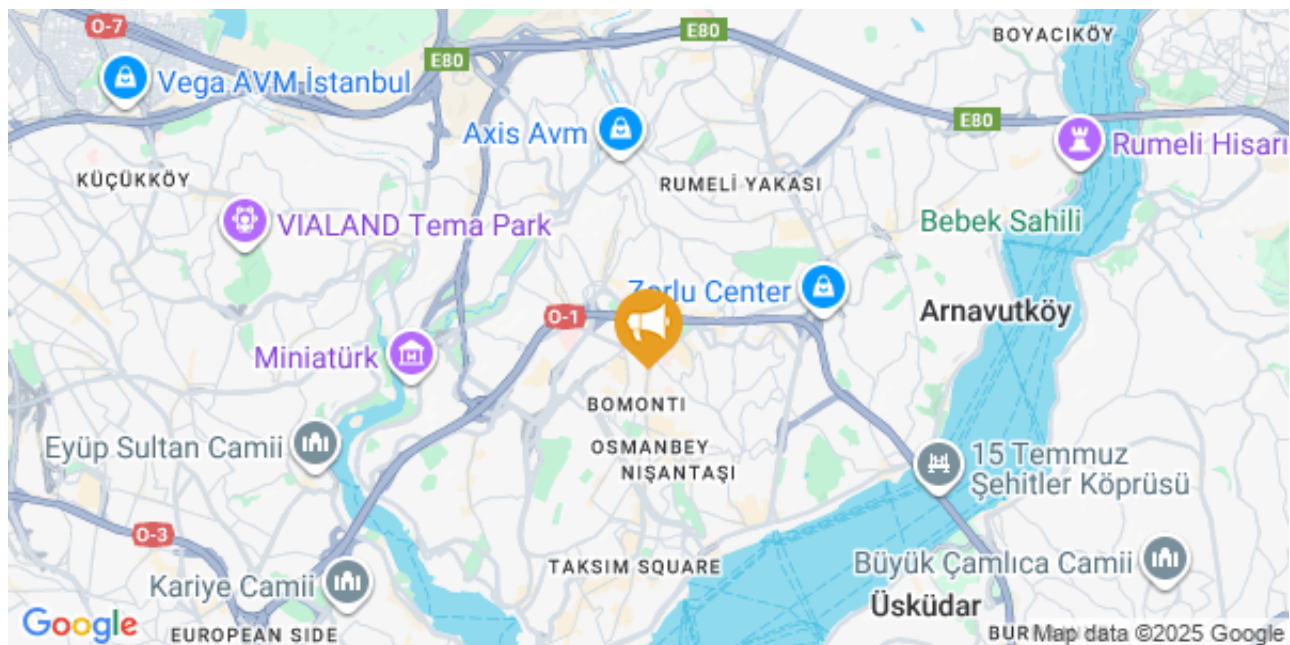 O-7
E80
E80
BOYACIKÖY
Vega AVM İstanbul
Axis Avm
E80
Rumeli Hisarı
KÜÇÜKKÖY
RUMELİ YAKASI
VIALAND Tema Park
Bebek Sahili
Zorlu Center
O-1
Arnavutköy
Miniatürk
BOMONTI
Eyüp Sultan Camii
OSMANBEY
NIŞANTAŞI
15 Temmuz
Şehitler Köprüsü
O-3
TAKSIM SQUARE
Büyük Çamlıca Camii
Kariye Camii
Üsküdar
Google
EUROPEAN SIDE
BUR
Map data ©2025 Google